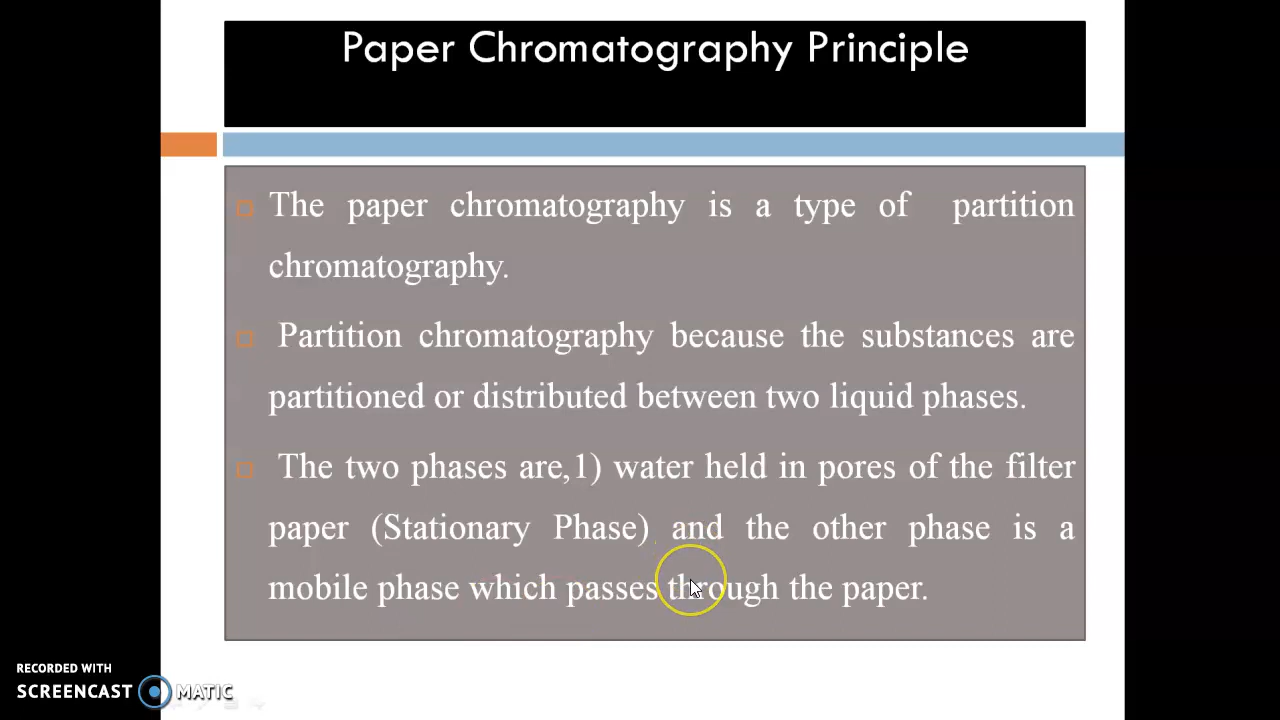 Paper Chromatography Principle
The paper chromatography is a type of partition
chromatography.
Partition chromatography because the substances are
partitioned or distributed between two liquid phases.
The two phases are,1) water held in pores of the filter
paper (Stationary Phase) and the other phase is a
mobile phase which passes through the paper.
RECORDED WITH
SCREENCAST MATIC